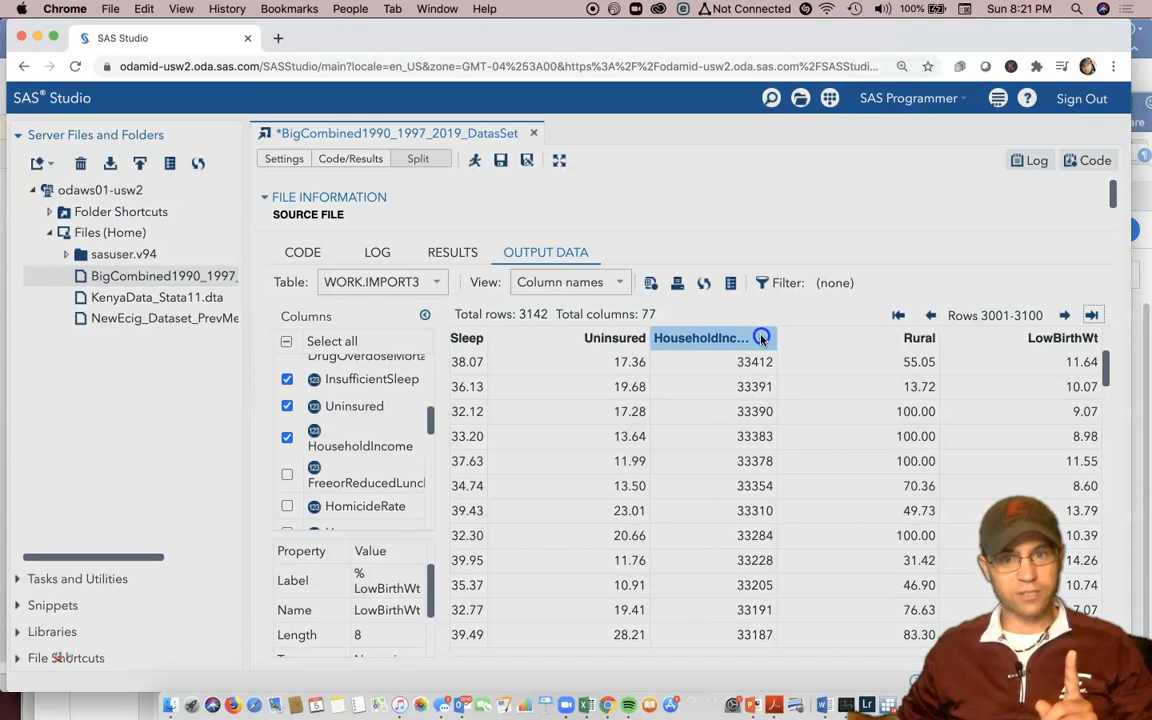 Chrome File Edit View History Bookmarks People Tab Window Help Not Connected 100% Sun 8:21 PM
SAS Studio
odamid-usw2.oda.sas.com/SASStudio/main?locale=en_US&zone=GMT-04%253A00&https%3A%2F%2Fodamid-usw2.oda.sas.com%2FSASStudi...
SAS® Studio SAS Programmer Sign Out
Server Files and Folders
odaws01-usw2
Folder Shortcuts
Files (Home)
sasuser.v94
BigCombined1990_1997_
KenyaData_Stata11.dta
NewEcig_Dataset_PrevMe
Tasks and Utilities
Snippets
Libraries
File Shortcuts
*BigCombined1990_1997_2019_DatasSet
Settings Code/Results Split Log Code
FILE INFORMATION
SOURCE FILE
CODE LOG RESULTS OUTPUT DATA
Table: WORK.IMPORT3 View: Column names Filter: (none)
Columns
Select all
DrugOverdoseMorta
InsufficientSleep
Uninsured
HouseholdIncome
FreeorReducedLunch
HomicideRate
Property Value
Label % LowBirthWt
Name LowBirthWt
Length 8
Total rows: 3142 Total columns: 77 Rows 3001-3100
Sleep Uninsured HouseholdInc... Rural LowBirthWt
38.07 17.36 33412 55.05 11.64
36.13 19.68 33391 13.72 10.07
32.12 17.28 33390 100.00 9.07
33.20 13.64 33383 100.00 8.98
37.63 11.99 33378 100.00 11.55
34.74 13.50 33354 70.36 8.60
39.43 23.01 33310 49.73 13.79
32.30 20.66 33284 100.00 10.39
39.95 11.76 33228 31.42 14.26
35.37 10.91 33205 46.90 10.74
32.77 19.41 33191 76.63 7.07
39.49 28.21 33187 83.30